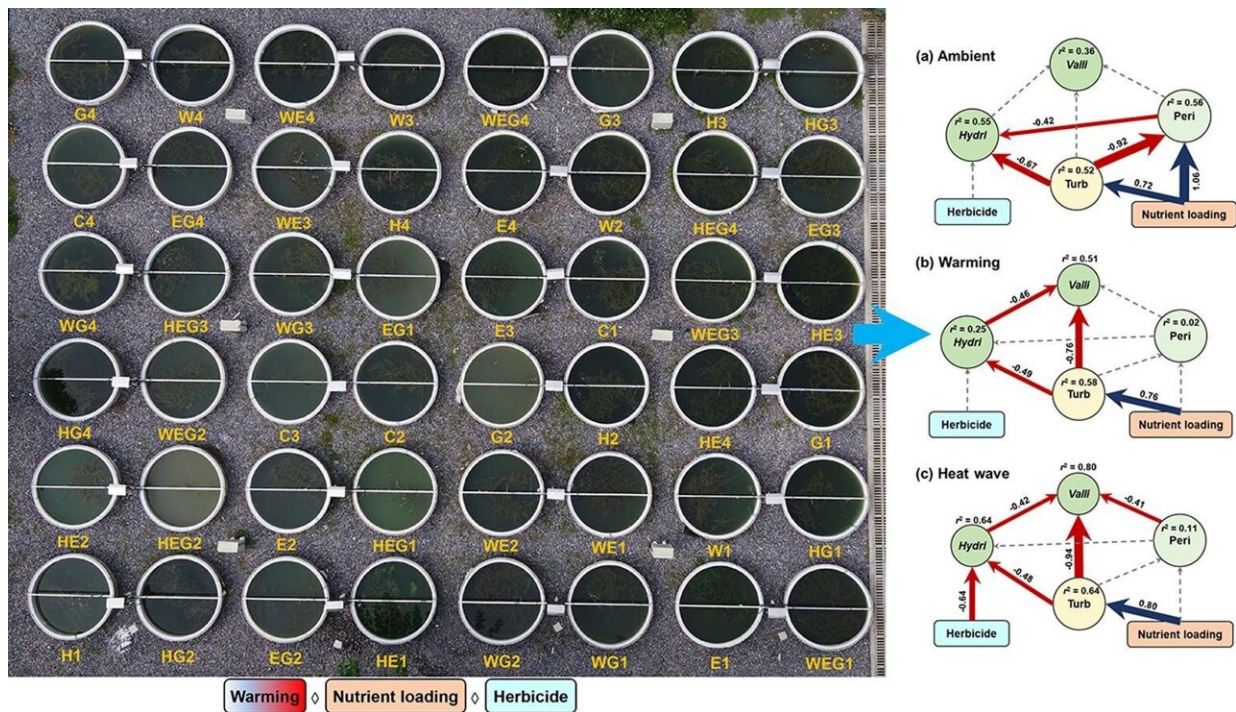 G4 W4 WE4 W3 WEG4 G3 H3 HG3
C4 EG4 WE3 H4 E4 W2 HEG4 EG3
WG4 HEG3 WG3 EG1 E3 C1 WEG3 HE3
HG4 WEG2 C3 C2 G2 H2 HE4 G1
HE2 HEG2 E2 HEG1 WE2 WE1 W1 HG1
H1 HG2 EG2 HE1 WG2 WG1 E1 WEG1
Warming ◊ Nutrient loading ◊ Herbicide
(a) Ambient
r² = 0.36
Valli
r² = 0.56
Peri
r² = 0.55
Hydri
-0.42
-0.92
-0.67
1.06
r² = 0.52
Turb
0.72
Herbicide
Nutrient loading
(b) Warming
r² = 0.51
Valli
-0.46
r² = 0.02
Peri
r² = 0.25
Hydri
-0.76
-0.49
r² = 0.58
Turb
0.76
Herbicide
Nutrient loading
(c) Heat wave
r² = 0.80
Valli
-0.42
-0.41
r² = 0.11
Peri
r² = 0.64
Hydri
-0.94
-0.48
-0.64
r² = 0.64
Turb
0.80
Herbicide
Nutrient loading